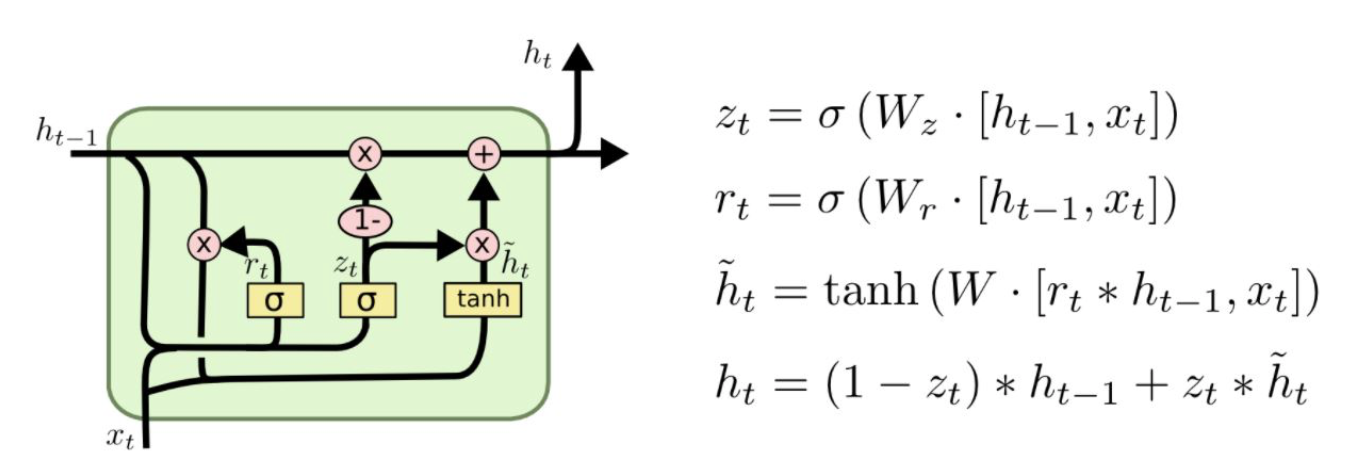 h_t
h_{t-1}
x
+
1-
x
r_t
z_t
x
h̃_t
σ
σ
tanh
x_t
z_t = σ (W_z · [h_{t-1}, x_t])
r_t = σ (W_r · [h_{t-1}, x_t])
h̃_t = tanh (W · [r_t * h_{t-1}, x_t])
h_t = (1 − z_t) * h_{t-1} + z_t * h̃_t